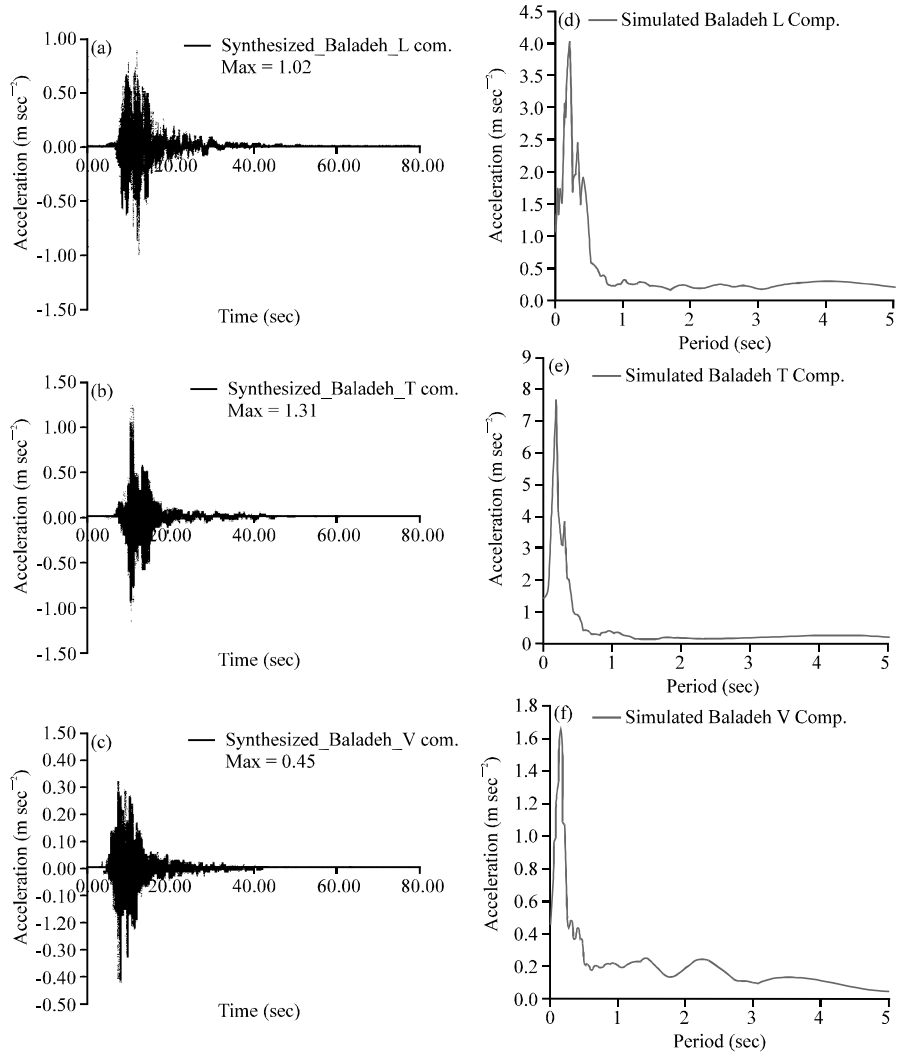 (a)
Synthesized_Baladeh_L com.
Max = 1.02
Acceleration (m sec⁻²)
1.00
0.50
0.00
-0.50
-1.00
-1.50
0.00 20.00 40.00 60.00 80.00
Time (sec)
(d)
Simulated Baladeh L Comp.
Acceleration (m sec⁻²)
4.5
4.0
3.5
3.0
2.5
2.0
1.5
1.0
0.5
0.0
0 1 2 3 4 5
Period (sec)
(b)
Synthesized_Baladeh_T com.
Max = 1.31
Acceleration (m sec⁻²)
1.50
1.00
0.50
0.00
-0.50
-1.00
-1.50
0.00 20.00 40.00 60.00 80.00
Time (sec)
(e)
Simulated Baladeh T Comp.
Acceleration (m sec⁻²)
9
8
7
6
5
4
3
2
1
0
0 1 2 3 4 5
Period (sec)
(c)
Synthesized_Baladeh_V com.
Max = 0.45
Acceleration (m sec⁻²)
1.50
0.40
0.30
0.20
0.10
0.00
-0.10
-1.20
-0.30
-0.40
-0.50
0.00 20.00 40.00 60.00 80.00
Time (sec)
(f)
Simulated Baladeh V Comp.
Acceleration (m sec⁻²)
1.8
1.6
1.4
1.2
1.0
0.8
0.6
0.4
0.2
0.0
0 1 2 3 4 5
Period (sec)